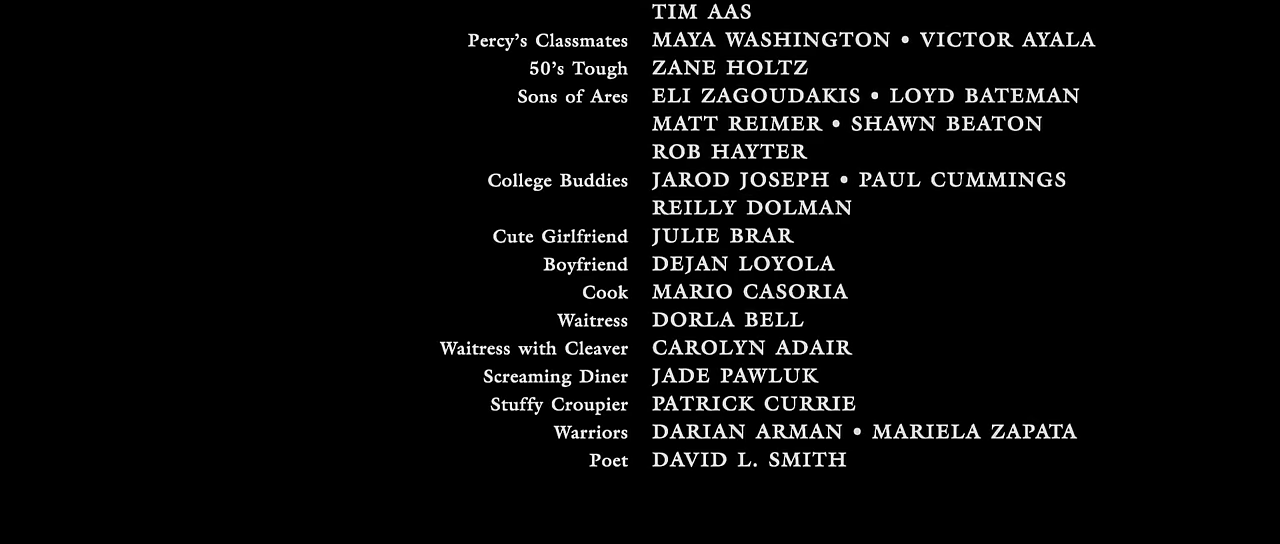 TIM AAS
Percy's Classmates MAYA WASHINGTON • VICTOR AYALA
50's Tough ZANE HOLTZ
Sons of Ares ELI ZAGOUDAKIS • LOYD BATEMAN
MATT REIMER • SHAWN BEATON
ROB HAYTER
College Buddies JAROD JOSEPH • PAUL CUMMINGS
REILLY DOLMAN
Cute Girlfriend JULIE BRAR
Boyfriend DEJAN LOYOLA
Cook MARIO CASORIA
Waitress DORLA BELL
Waitress with Cleaver CAROLYN ADAIR
Screaming Diner JADE PAWLUK
Stuffy Croupier PATRICK CURRIE
Warriors DARIAN ARMAN • MARIELA ZAPATA
Poet DAVID L. SMITH